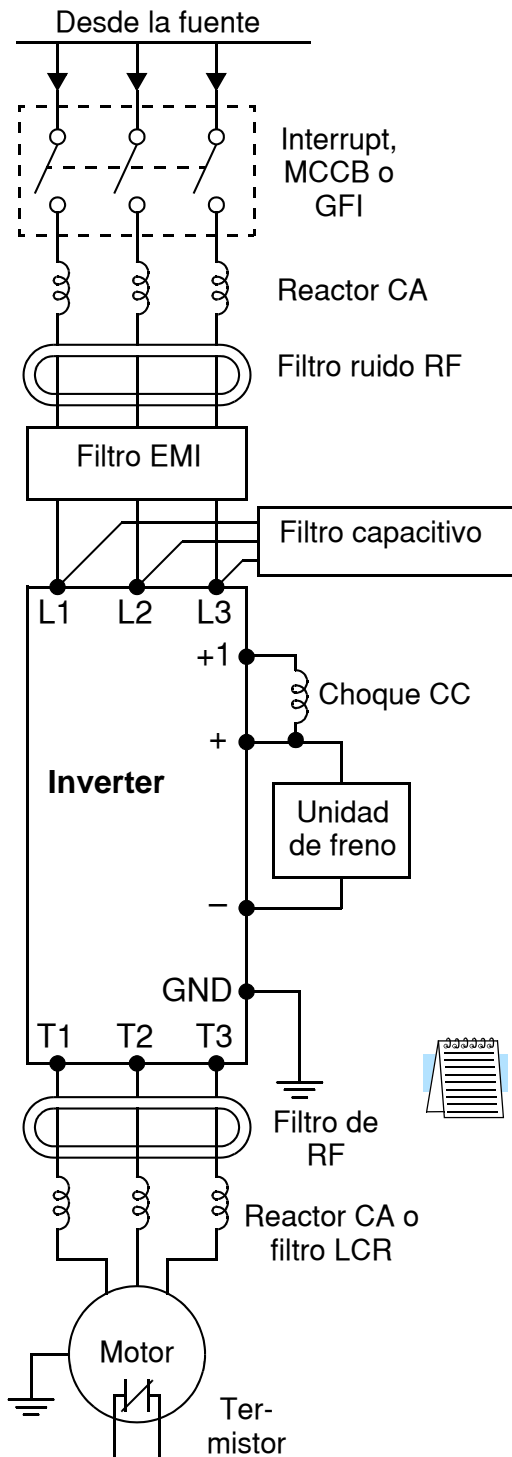 Desde la fuente
Interrupt,
MCCB o
GFI
Reactor CA
Filtro ruido RF
Filtro EMI
Filtro capacitivo
L1 L2 L3
+1
Choque CC
+
Inverter
Unidad
de freno
–
GND
T1 T2 T3
Filtro de
RF
Reactor CA o
filtro LCR
Motor
Ter-
mistor